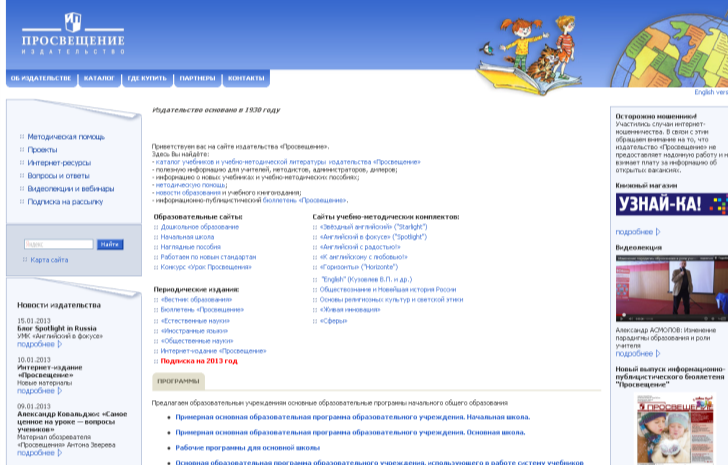 ПРОСВЕЩЕНИЕ
ИЗДАТЕЛЬСТВО
ОБ ИЗДАТЕЛЬСТВЕ
КАТАЛОГ
ГДЕ КУПИТЬ
ПАРТНЕРЫ
КОНТАКТЫ
English vers
Методическая помощь
Проекты
Интернет-ресурсы
Вопросы и ответы
Видеолекции и вебинары
Подписка на рассылку
Найти
Карта сайта
Новости издательства
15.01.2013
Блог Spotlight in Russia
УМК «Английский в фокусе»
подробнее
10.01.2013
Интернет-издание
«Просвещение»
Новые материалы
подробнее
09.01.2013
Александр Ковальджи: «Самое
ценное на уроке — вопросы
учеников»
Материал обозревателя
«Просвещения» Антона Зверева
подробнее
Издательство основано в 1930 году
Приветствуем вас на сайте издательства «Просвещение».
Здесь Вы найдёте:
- каталог учебников и учебно-методической литературы издательства «Просвещение»
- полезную информацию для учителей, методистов, администраторов, дилеров;
- информацию о новых учебниках и учебно-методических пособиях;
- методическую помощь;
- новости образования и учебного книгоиздания;
- информационно-публицистический бюллетень «Просвещение».
Образовательные сайты:
Дошкольное образование
Начальная школа
Наглядные пособия
Работаем по новым стандартам
Конкурс «Урок Просвещения»
Периодические издания:
«Вестник образования»
Бюллетень «Просвещение»
«Естественные науки»
«Иностранные языки»
«Общественные науки»
Интернет-издание «Просвещение»
Подписка на 2013 год
Сайты учебно-методических комплектов:
«Звёздный английский» ("Starlight")
«Английский в фокусе» ("Spotlight")
«Английский с радостью!»
«К английскому с любовью!»
«Горизонты» ("Horizonte")
"English" (Кузовлев В.П. и др.)
Обществознание и Новейшая история России
Основы религиозных культур и светской этики
«Живая инновация»
«Сферы»
ПРОГРАММЫ
Предлагаем образовательным учреждениям основные образовательные программы начального общего образования
Примерная основная образовательная программа образовательного учреждения. Начальная школа.
Примерная основная образовательная программа образовательного учреждения. Основная школа.
Рабочие программы для основной школы
Основная образовательная программа образовательного учреждения, использующего в работе систему учебников
Осторожно мошенники!
Участились случаи интернет-
мошенничества. В связи с этим
обращаем внимание на то, что
издательство «Просвещение» не
предоставляет надомную работу и н
взимает плату за информацию об
открытых вакансиях.
Книжный магазин
УЗНАЙ-КА!
подробнее
Видеолекция
Александр АСМОЛОВ: Изменение
парадигмы образования и роли
учителя
подробнее
Новый выпуск информационно-
публицистического бюллетеня
"Просвещение"
ПРОСВЕЩЕНИЕ